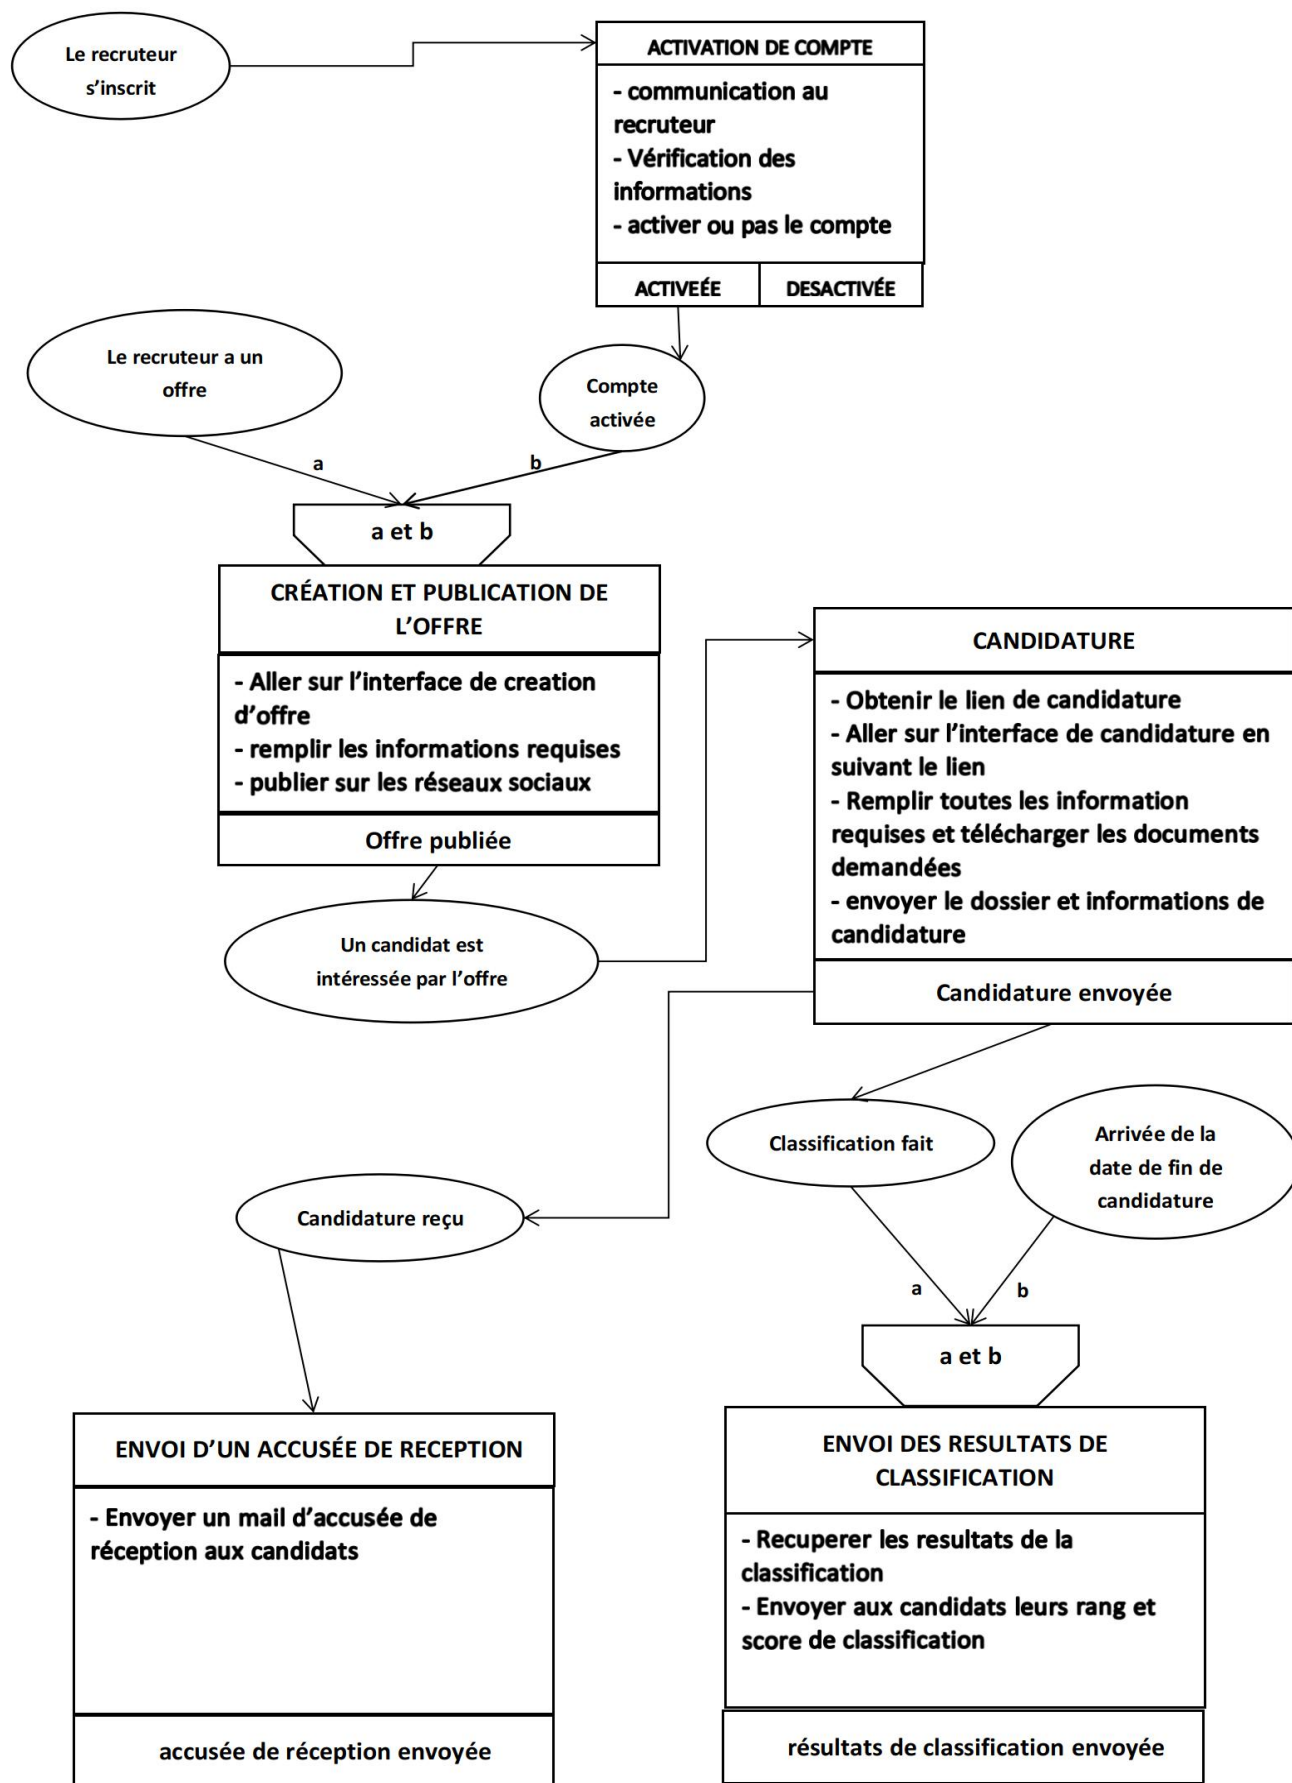 Le recruteur
s'inscrit
ACTIVATION DE COMPTE
- communication au
recruteur
- Vérification des
informations
- activer ou pas le compte
ACTIVEÉE
DESACTIVÉE
Le recruteur a un
offre
Compte
activée
a
b
a et b
CRÉATION ET PUBLICATION DE
L'OFFRE
- Aller sur l'interface de creation
d'offre
- remplir les informations requises
- publier sur les réseaux sociaux
Offre publiée
Un candidat est
intéressée par l'offre
CANDIDATURE
- Obtenir le lien de candidature
- Aller sur l'interface de candidature en
suivant le lien
- Remplir toutes les information
requises et télécharger les documents
demandées
- envoyer le dossier et informations de
candidature
Candidature envoyée
Classification fait
Arrivée de la
date de fin de
candidature
Candidature reçu
a
b
a et b
ENVOI D'UN ACCUSÉE DE RECEPTION
- Envoyer un mail d'accusée de
réception aux candidats
accusée de réception envoyée
ENVOI DES RESULTATS DE
CLASSIFICATION
- Recuperer les resultats de la
classification
- Envoyer aux candidats leurs rang et
score de classification
résultats de classification envoyée